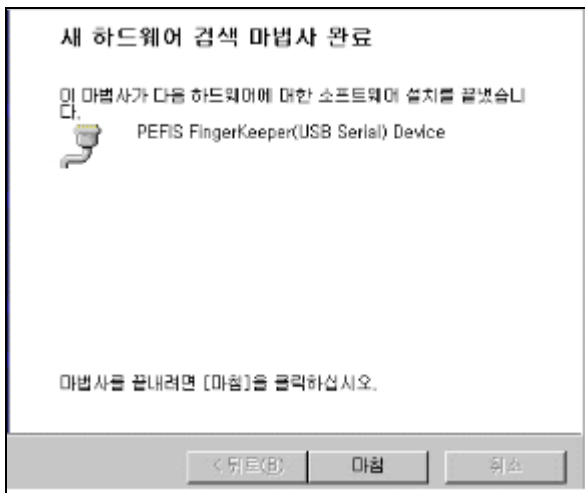 새 하드웨어 검색 마법사 완료
이 마법사가 다음 하드웨어에 대한 소프트웨어 설치를 끝냈습니
다.
PEFIS FingerKeeper(USB Serial) Device
마법사를 끝내려면 [마침]을 클릭하십시오.
< 뒤로(B) 마침 취소